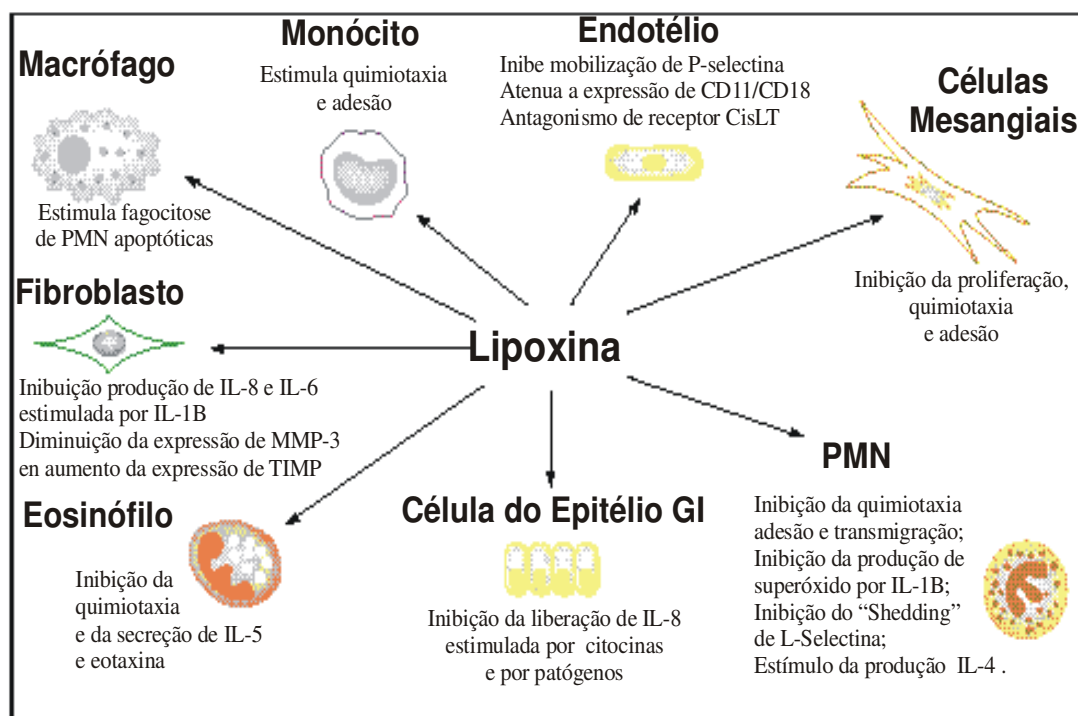 Macrófago
Estimula fagocitose
de PMN apoptóticas
Monócito
Estimula quimiotaxia
e adesão
Endotélio
Inibe mobilização de P-selectina
Atenua a expressão de CD11/CD18
Antagonismo de receptor CisLT
Células
Mesangiais
Inibição da proliferação,
quimiotaxia
e adesão
Lipoxina
Fibroblasto
Inibuição produção de IL-8 e IL-6
estimulada por IL-1B
Diminuição da expressão de MMP-3
en aumento da expressão de TIMP
Eosinófilo
Inibição da
quimiotaxia
e da secreção de IL-5
e eotaxina
Célula do Epitélio GI
Inibição da liberação de IL-8
estimulada por citocinas
e por patógenos
PMN
Inibição da quimiotaxia
adesão e transmigração;
Inibição da produção de
superóxido por IL-1B;
Inibição do “Shedding”
de L-Selectina;
Estímulo da produção IL-4 .